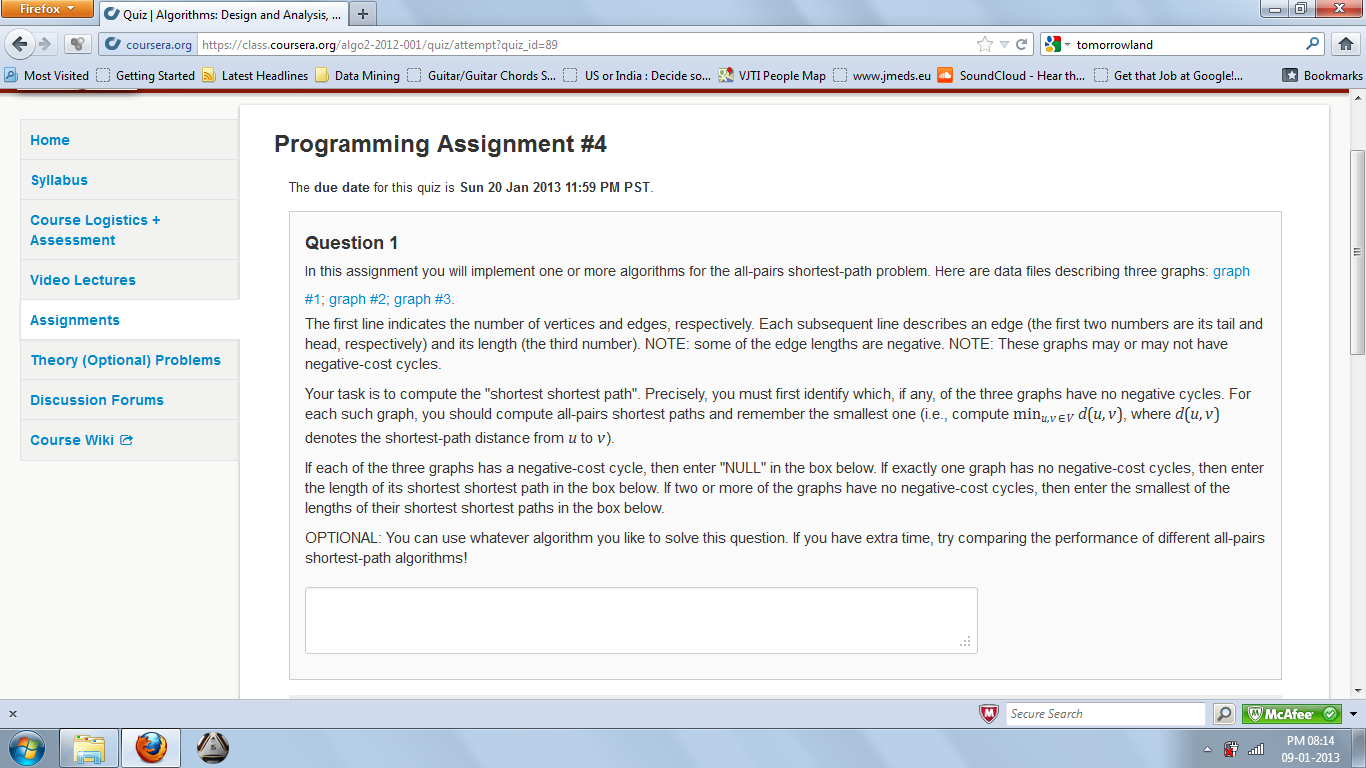 Firefox
Quiz | Algorithms: Design and Analysis, ...
coursera.org
https://class.coursera.org/algo2-2012-001/quiz/attempt?quiz_id=89
tomorrowland
Most Visited
Getting Started
Latest Headlines
Data Mining
Guitar/Guitar Chords S...
US or India : Decide so...
VJTI People Map
www.jmeds.eu
SoundCloud - Hear th...
Get that Job at Google!...
Bookmarks
Home
Syllabus
Course Logistics +
Assessment
Video Lectures
Assignments
Theory (Optional) Problems
Discussion Forums
Course Wiki
Programming Assignment #4
The due date for this quiz is Sun 20 Jan 2013 11:59 PM PST.
Question 1
In this assignment you will implement one or more algorithms for the all-pairs shortest-path problem. Here are data files describing three graphs: graph
#1; graph #2; graph #3.
The first line indicates the number of vertices and edges, respectively. Each subsequent line describes an edge (the first two numbers are its tail and
head, respectively) and its length (the third number). NOTE: some of the edge lengths are negative. NOTE: These graphs may or may not have
negative-cost cycles.
Your task is to compute the "shortest shortest path". Precisely, you must first identify which, if any, of the three graphs have no negative cycles. For
each such graph, you should compute all-pairs shortest paths and remember the smallest one (i.e., compute min_{u,v∈V} d(u, v), where d(u, v)
denotes the shortest-path distance from u to v).
If each of the three graphs has a negative-cost cycle, then enter "NULL" in the box below. If exactly one graph has no negative-cost cycles, then enter
the length of its shortest shortest path in the box below. If two or more of the graphs have no negative-cost cycles, then enter the smallest of the
lengths of their shortest shortest paths in the box below.
OPTIONAL: You can use whatever algorithm you like to solve this question. If you have extra time, try comparing the performance of different all-pairs
shortest-path algorithms!
x
Secure Search
McAfee
PM 08:14
09-01-2013